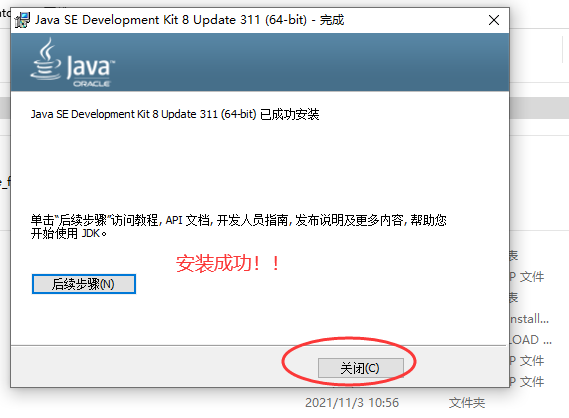 Java SE Development Kit 8 Update 311 (64-bit) - 完成
Java
ORACLE
Java SE Development Kit 8 Update 311 (64-bit) 已成功安装
单击“后续步骤”访问教程, API 文档, 开发人员指南, 发布说明及更多内容, 帮助您
开始使用 JDK。
安装成功！！
后续步骤(N)
关闭(C)
表
P 文件
表
nstall...
LOAD ...
P 文件
P 文件
2021/11/3 10:56 文件夹